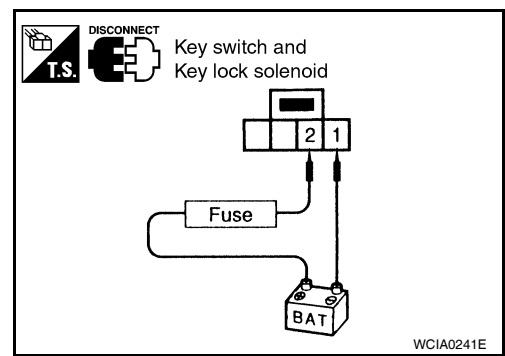 DISCONNECT
T.S.
Key switch and
Key lock solenoid
2 1
Fuse
+ -
BAT
WCIA0241E